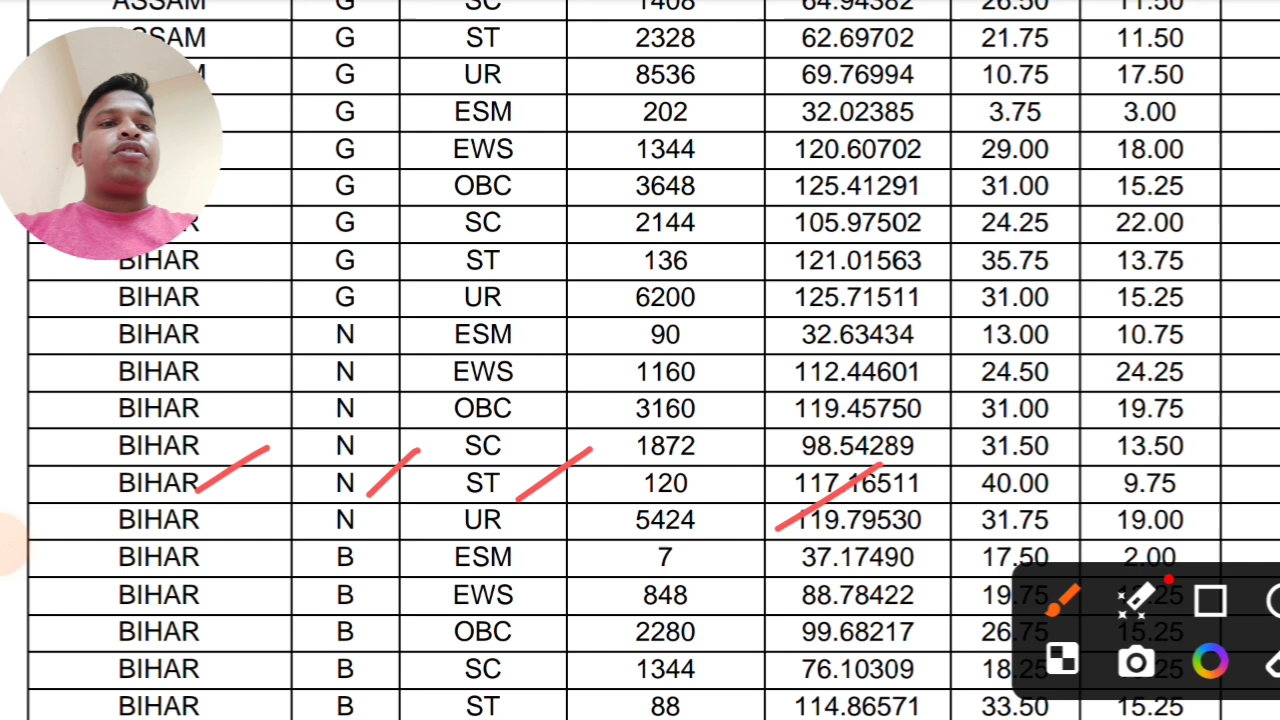 ASSAM G SC 1408 64.94382 26.50 11.50
G ST 2328 62.69702 21.75 11.50
G UR 8536 69.76994 10.75 17.50
G ESM 202 32.02385 3.75 3.00
G EWS 1344 120.60702 29.00 18.00
G OBC 3648 125.41291 31.00 15.25
G SC 2144 105.97502 24.25 22.00
BIHAR G ST 136 121.01563 35.75 13.75
BIHAR G UR 6200 125.71511 31.00 15.25
BIHAR N ESM 90 32.63434 13.00 10.75
BIHAR N EWS 1160 112.44601 24.50 24.25
BIHAR N OBC 3160 119.45750 31.00 19.75
BIHAR N SC 1872 98.54289 31.50 13.50
BIHAR N ST 120 117.16511 40.00 9.75
BIHAR N UR 5424 119.79530 31.75 19.00
BIHAR B ESM 7 37.17490 17.50 2.00
BIHAR B EWS 848 88.78422 19.75
BIHAR B OBC 2280 99.68217 26.75 15.25
BIHAR B SC 1344 76.10309
BIHAR B ST 88 114.86571 33.50 15.25